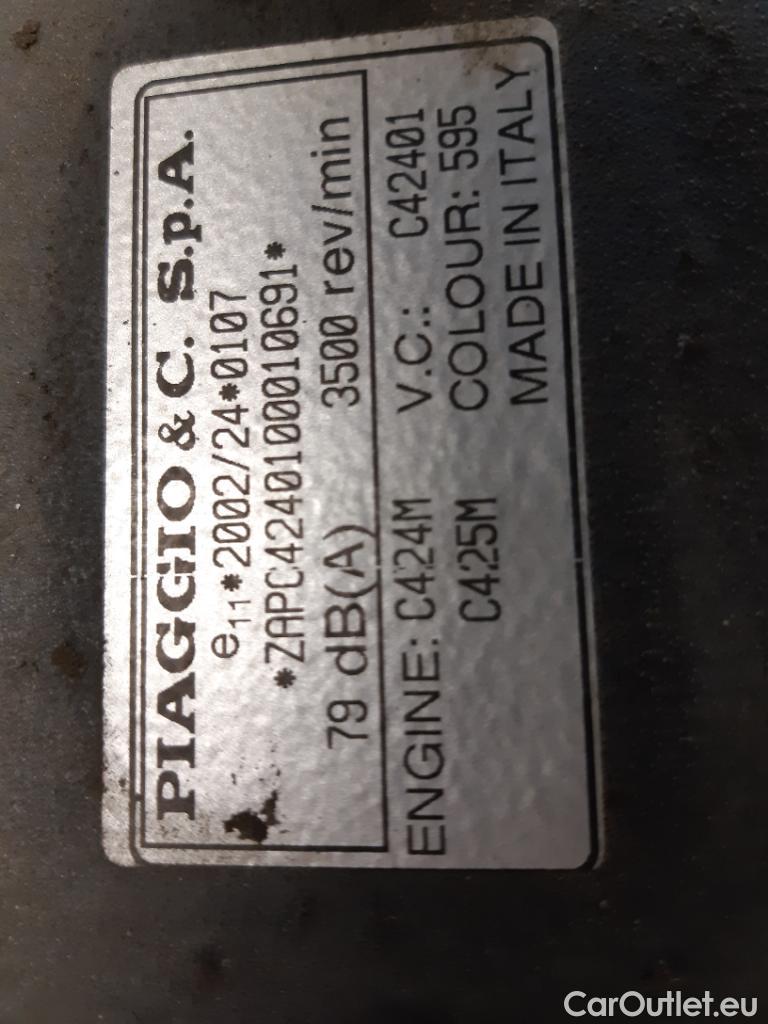 PIAGGIO & C. S.p.A.
e11*2002/24*0107
*ZAPC4240100010691*
79 dB(A) 3500 rev/min
ENGINE: C424M V.C.: C42401
C425M COLOUR: 595
MADE IN ITALY
CarOutlet.eu